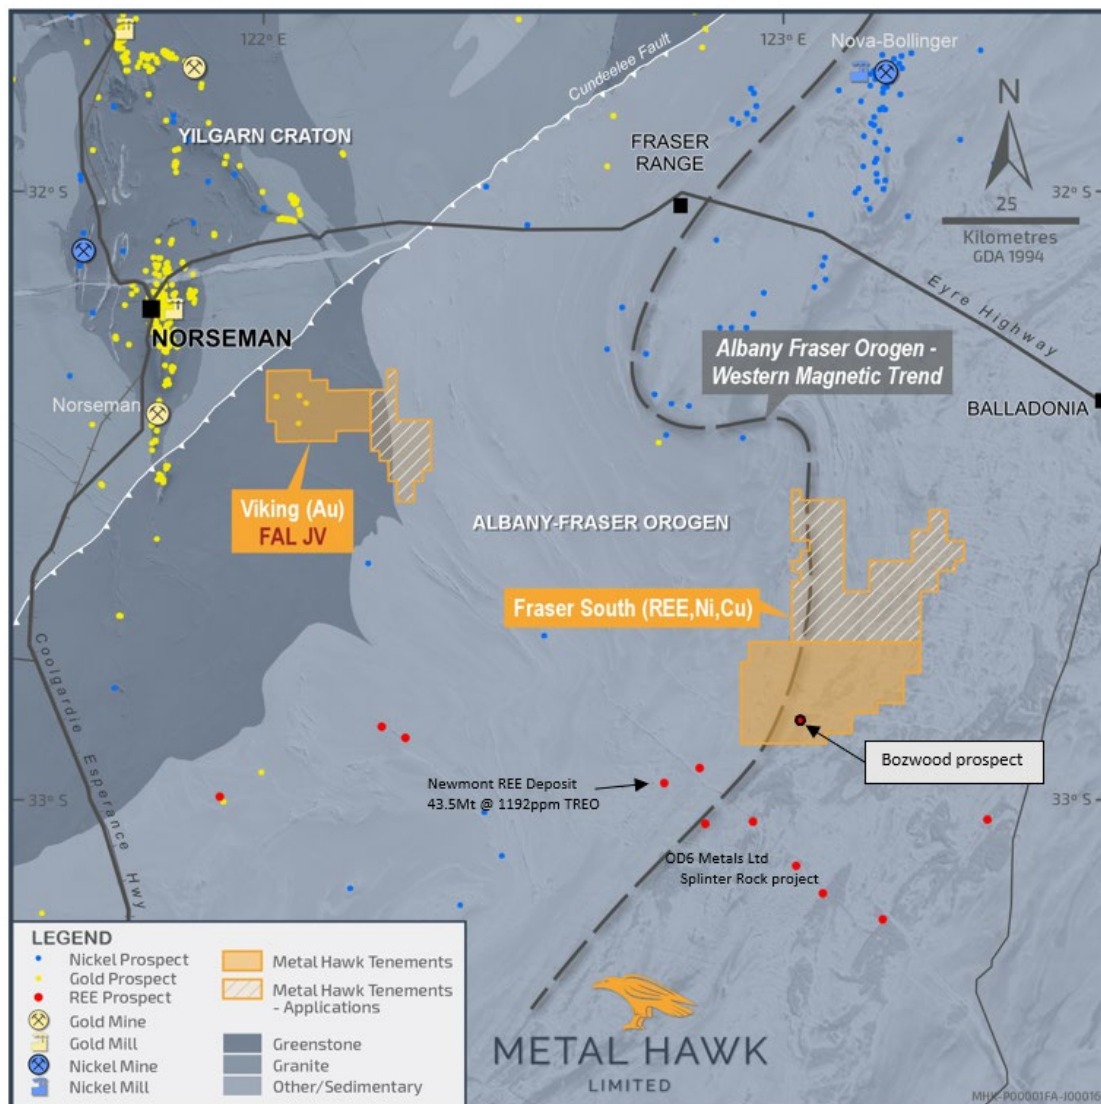 122° E
123° E
Nova-Bollinger
Cundeelee Fault
YILGARN CRATON
FRASER
RANGE
N
32° S
32° S
25
Kilometres
GDA 1994
Eyre Highway
NORSEMAN
Albany Fraser Orogen -
Western Magnetic Trend
Norseman
BALLADONIA
Viking (Au)
FAL JV
ALBANY-FRASER OROGEN
Fraser South (REE,Ni,Cu)
Coolgardie Esperance Hwy
Bozwood prospect
Newmont REE Deposit
43.5Mt @ 1192ppm TREO
33° S
33° S
OD6 Metals Ltd
Splinter Rock project
LEGEND
Nickel Prospect
Gold Prospect
REE Prospect
Gold Mine
Gold Mill
Nickel Mine
Nickel Mill
Metal Hawk Tenements
Metal Hawk Tenements
- Applications
Greenstone
Granite
Other/Sedimentary
METAL HAWK
LIMITED
MHK-P00001FA-J00016